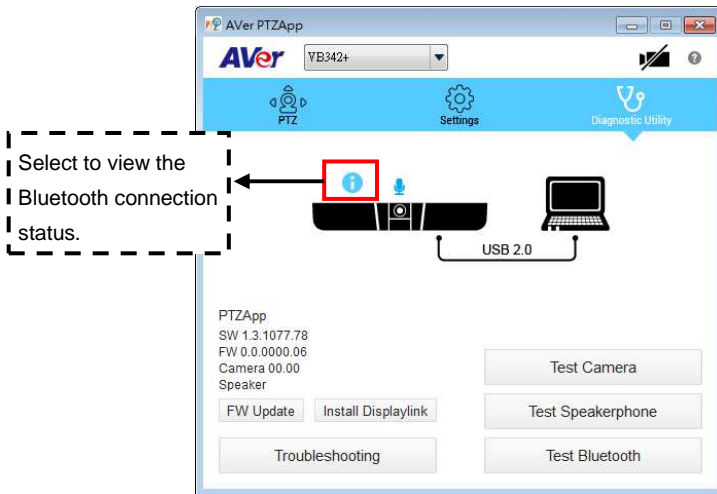 AVer PTZApp
AVer VB342+
PTZ Settings Diagnostic Utility
Select to view the
Bluetooth connection
status.
USB 2.0
PTZApp
SW 1.3.1077.78
FW 0.0.0000.06
Camera 00.00
Speaker
FW Update Install Displaylink
Troubleshooting
Test Camera
Test Speakerphone
Test Bluetooth